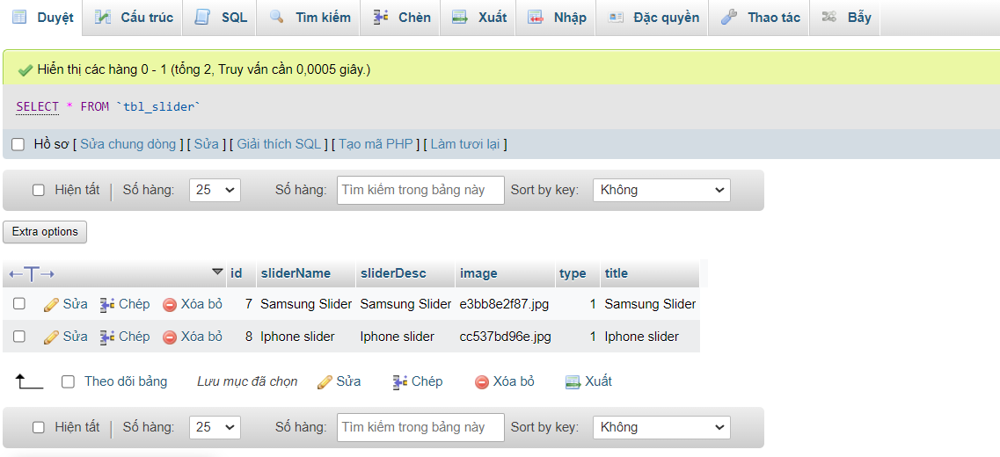 Duyệt Cấu trúc SQL Tìm kiếm Chèn Xuất Nhập Đặc quyền Thao tác Bẫy
Hiển thị các hàng 0 - 1 (tổng 2, Truy vấn cần 0,0005 giây.)
SELECT * FROM `tbl_slider`
Hồ sơ [ Sửa chung dòng ] [ Sửa ] [ Giải thích SQL ] [ Tạo mã PHP ] [ Làm tươi lại ]
Hiện tất | Số hàng: 25 Số hàng: Tìm kiếm trong bảng này Sort by key: Không
Extra options
id sliderName sliderDesc image type title
Sửa Chép Xóa bỏ 7 Samsung Slider Samsung Slider e3bb8e2f87.jpg 1 Samsung Slider
Sửa Chép Xóa bỏ 8 Iphone slider Iphone slider cc537bd96e.jpg 1 Iphone slider
Theo dõi bảng Lưu mục đã chọn Sửa Chép Xóa bỏ Xuất
Hiện tất | Số hàng: 25 Số hàng: Tìm kiếm trong bảng này Sort by key: Không